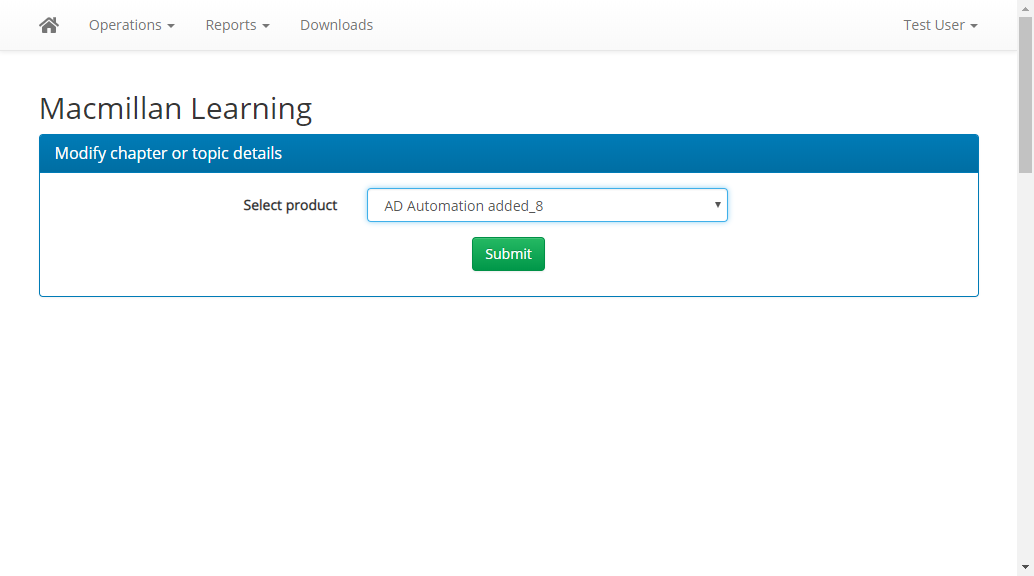 Operations Reports Downloads Test User
Macmillan Learning
Modify chapter or topic details
Select product AD Automation added_8
Submit